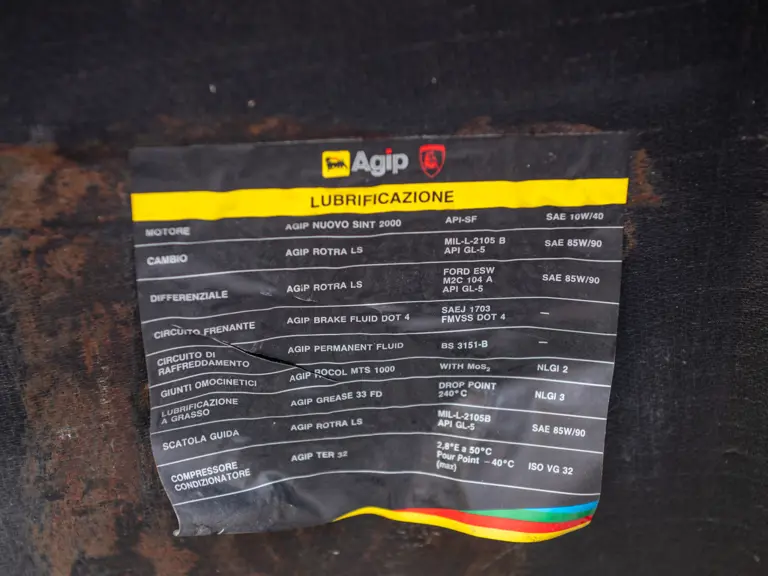 Agip
LUBRIFICAZIONE
MOTORE AGIP NUOVO SINT 2000 API-SF SAE 10W/40
CAMBIO AGIP ROTRA LS MIL-L-2105 B API GL-5 SAE 85W/90
DIFFERENZIALE AGIP ROTRA LS FORD ESW M2C 104 A API GL-5 SAE 85W/90
CIRCUITO FRENANTE AGIP BRAKE FLUID DOT 4 SAEJ 1703 FMVSS DOT 4 —
CIRCUITO DI RAFFREDDAMENTO AGIP PERMANENT FLUID BS 3151-B —
GIUNTI OMOCINETICI AGIP ROCOL MTS 1000 WITH MoS₂ NLGI 2
LUBRIFICAZIONE A GRASSO AGIP GREASE 33 FD DROP POINT 240°C NLGI 3
SCATOLA GUIDA AGIP ROTRA LS MIL-L-2105B API GL-5 SAE 85W/90
COMPRESSORE CONDIZIONATORE AGIP TER 32 2,8°E a 50°C Pour Point –40°C (max) ISO VG 32